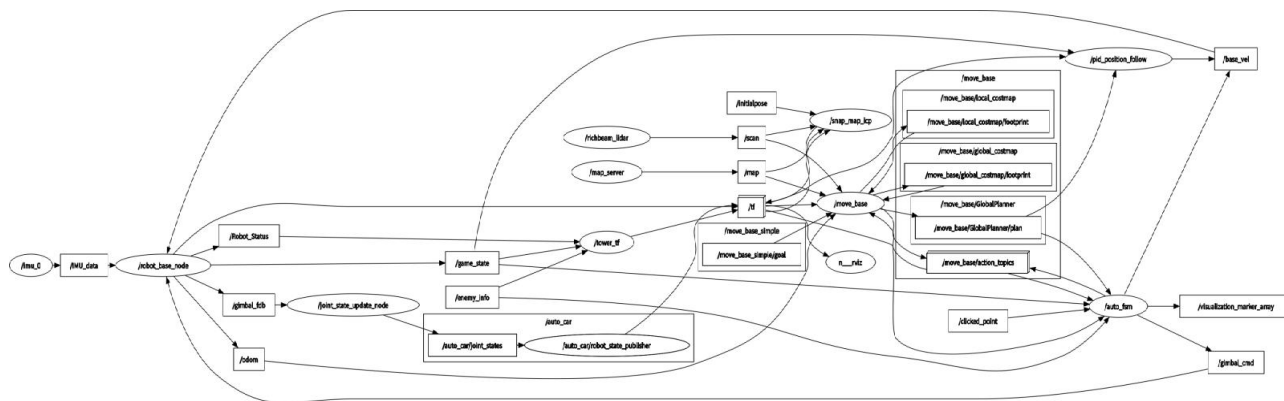 /pid_position_follow
/base_vel
/move_base
/move_base/local_costmap
/move_base/local_costmap/footprint
/initialpose
/snap_map_icp
/richbeam_lidar
/scan
/move_base/global_costmap
/move_base/global_costmap/footprint
/map_server
/map
/tf
/move_base
/move_base/GlobalPlanner
/move_base/GlobalPlanner/plan
/move_base_simple
/move_base_simple/goal
/Robot_Status
/tower_tf
/imu_0
/IMU_data
/robot_base_node
/game_state
/n__rviz
/move_base/action_topics
/enemy_info
/gimbal_fdb
/joint_state_update_node
/auto_fsm
/visualization_marker_array
/clicked_point
/auto_car
/auto_car/joint_states
/auto_car/robot_state_publisher
/odom
/gimbal_cmd